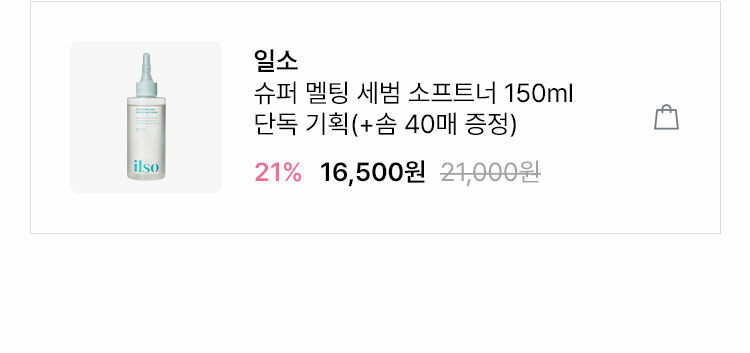 일소
슈퍼 멜팅 세범 소프트너 150ml
단독 기획(+솜 40매 증정)
21% 16,500원 21,000원
ilso